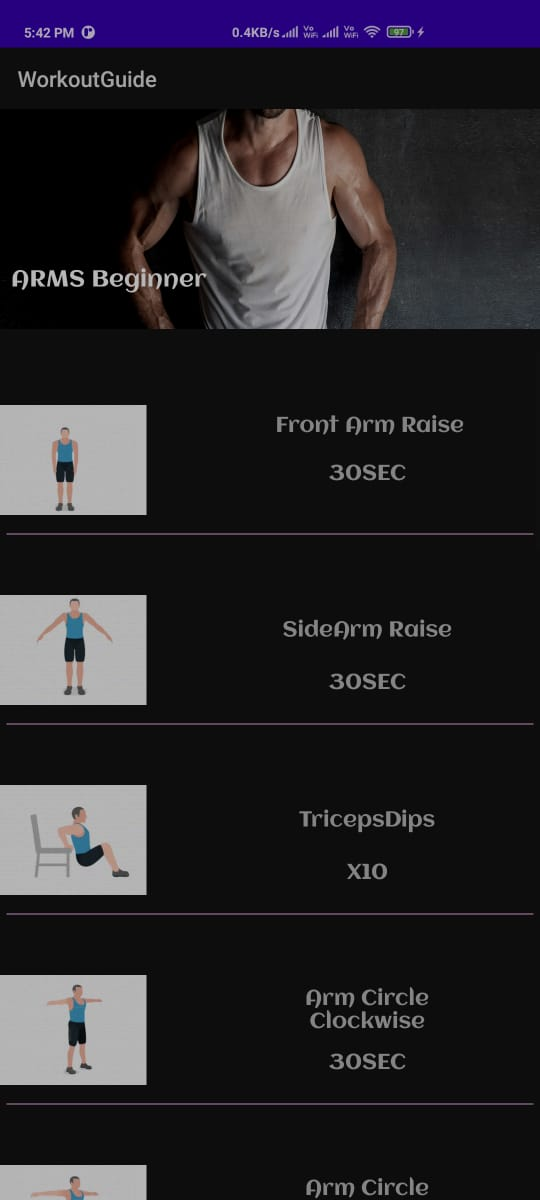 5:42 PM 0.4KB/s Vo WiFi Vo WiFi 97
WorkoutGuide
ARMS Beginner
Front Arm Raise
30SEC
SideArm Raise
30SEC
TricepsDips
X10
Arm Circle
Clockwise
30SEC
Arm Circle